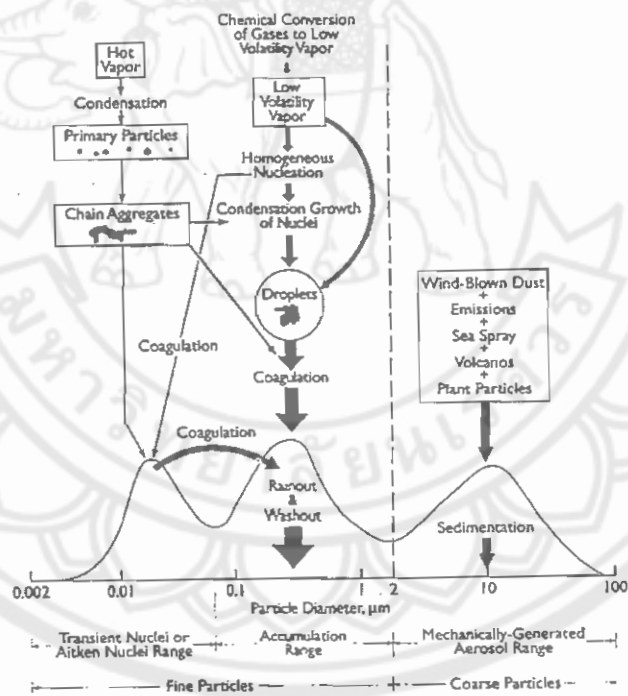 Chemical Conversion
of Gases to Low
Volatility Vapor
Hot
Vapor
Condensation
Primary Particles
Chain Aggregates
Low
Volatility
Vapor
Homogeneous
Nucleation
Condensation Growth
of Nuclei
Droplets
Coagulation
Coagulation
Coagulation
Wind-Blown Dust
+
Emissions
+
Sea Spray
+
Volcanos
+
Plant Particles
Rainout
&
Washout
Sedimentation
0.002 0.01 0.1 1 2 10 100
Particle Diameter, µm
Transient Nuclei or
Aitken Nuclei Range
Accumulation
Range
Mechanically-Generated
Aerosol Range
Fine Particles
Coarse Particles